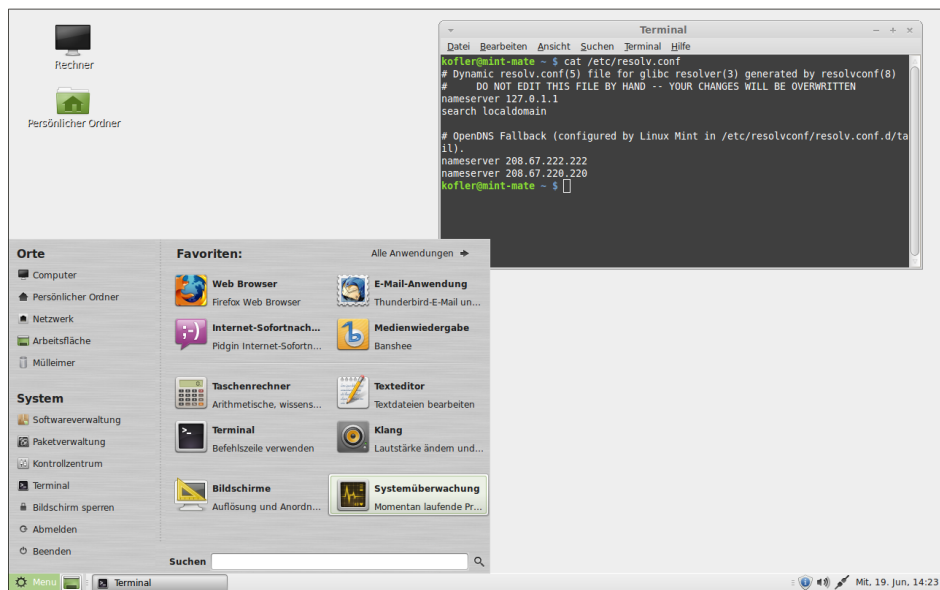 Rechner
Persönlicher Ordner
Terminal
Datei Bearbeiten Ansicht Suchen Terminal Hilfe
kofler@mint-mate ~ $ cat /etc/resolv.conf
# Dynamic resolv.conf(5) file for glibc resolver(3) generated by resolvconf(8)
#     DO NOT EDIT THIS FILE BY HAND -- YOUR CHANGES WILL BE OVERWRITTEN
nameserver 127.0.1.1
search localdomain
# OpenDNS Fallback (configured by Linux Mint in /etc/resolvconf/resolv.conf.d/ta
il).
nameserver 208.67.222.222
nameserver 208.67.220.220
kofler@mint-mate ~ $
Orte
Computer
Persönlicher Ordner
Netzwerk
Arbeitsfläche
Mülleimer
System
Softwareverwaltung
Paketverwaltung
Kontrollzentrum
Terminal
Bildschirm sperren
Abmelden
Beenden
Favoriten:
Alle Anwendungen
Web Browser
Firefox Web Browser
E-Mail-Anwendung
Thunderbird-E-Mail un...
Internet-Sofortnach...
Pidgin Internet-Sofortn...
Medienwiedergabe
Banshee
Taschenrechner
Arithmetische, wissens...
Texteditor
Textdateien bearbeiten
Terminal
Befehlszeile verwenden
Klang
Lautstärke ändern und...
Bildschirme
Auflösung und Anordn...
Systemüberwachung
Momentan laufende Pr...
Suchen
Menu
Terminal
Mit, 19. Jun, 14:23